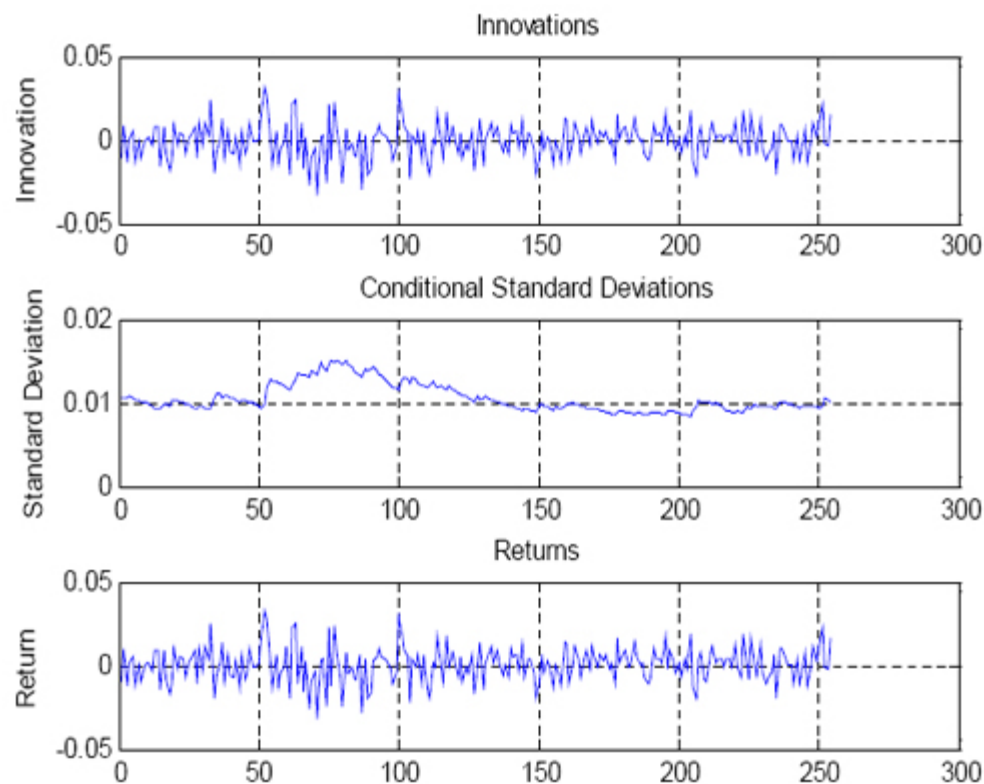 Innovations
Innovation
0.05
0
-0.05
0 50 100 150 200 250 300
Conditional Standard Deviations
Standard Deviation
0.02
0.01
0
0 50 100 150 200 250 300
Returns
Return
0.05
0
-0.05
0 50 100 150 200 250 300